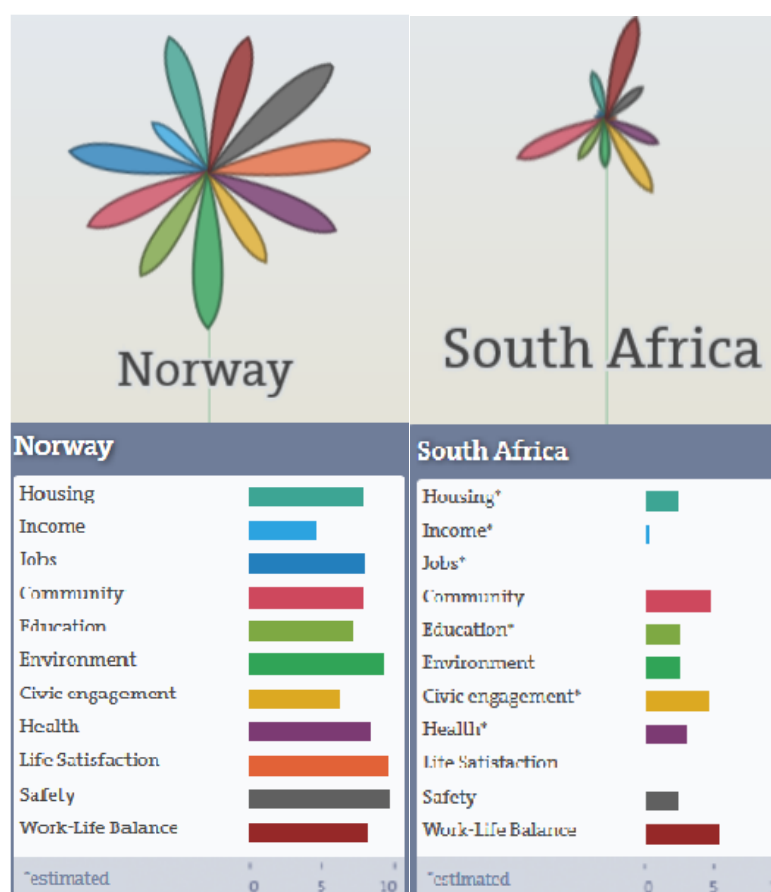 Norway
South Africa
Norway
Housing
Income
Jobs
Community
Education
Environment
Civic engagement
Health
Life Satisfaction
Safety
Work-Life Balance
*estimated
0 5 10
South Africa
Housing*
Income*
Jobs*
Community
Education*
Environment
Civic engagement*
Health*
Life Satisfaction
Safety
Work-Life Balance
*estimated
0 5